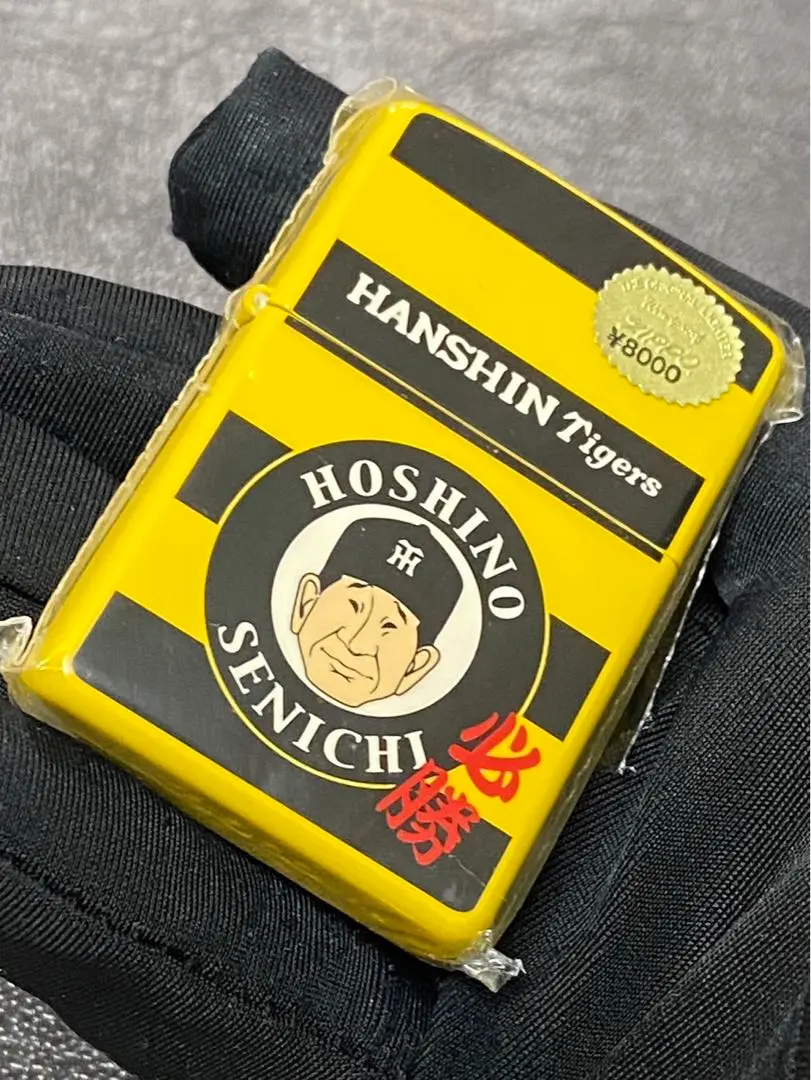 HANSHIN Tigers
¥8000
HOSHINO
SENICHI
必勝